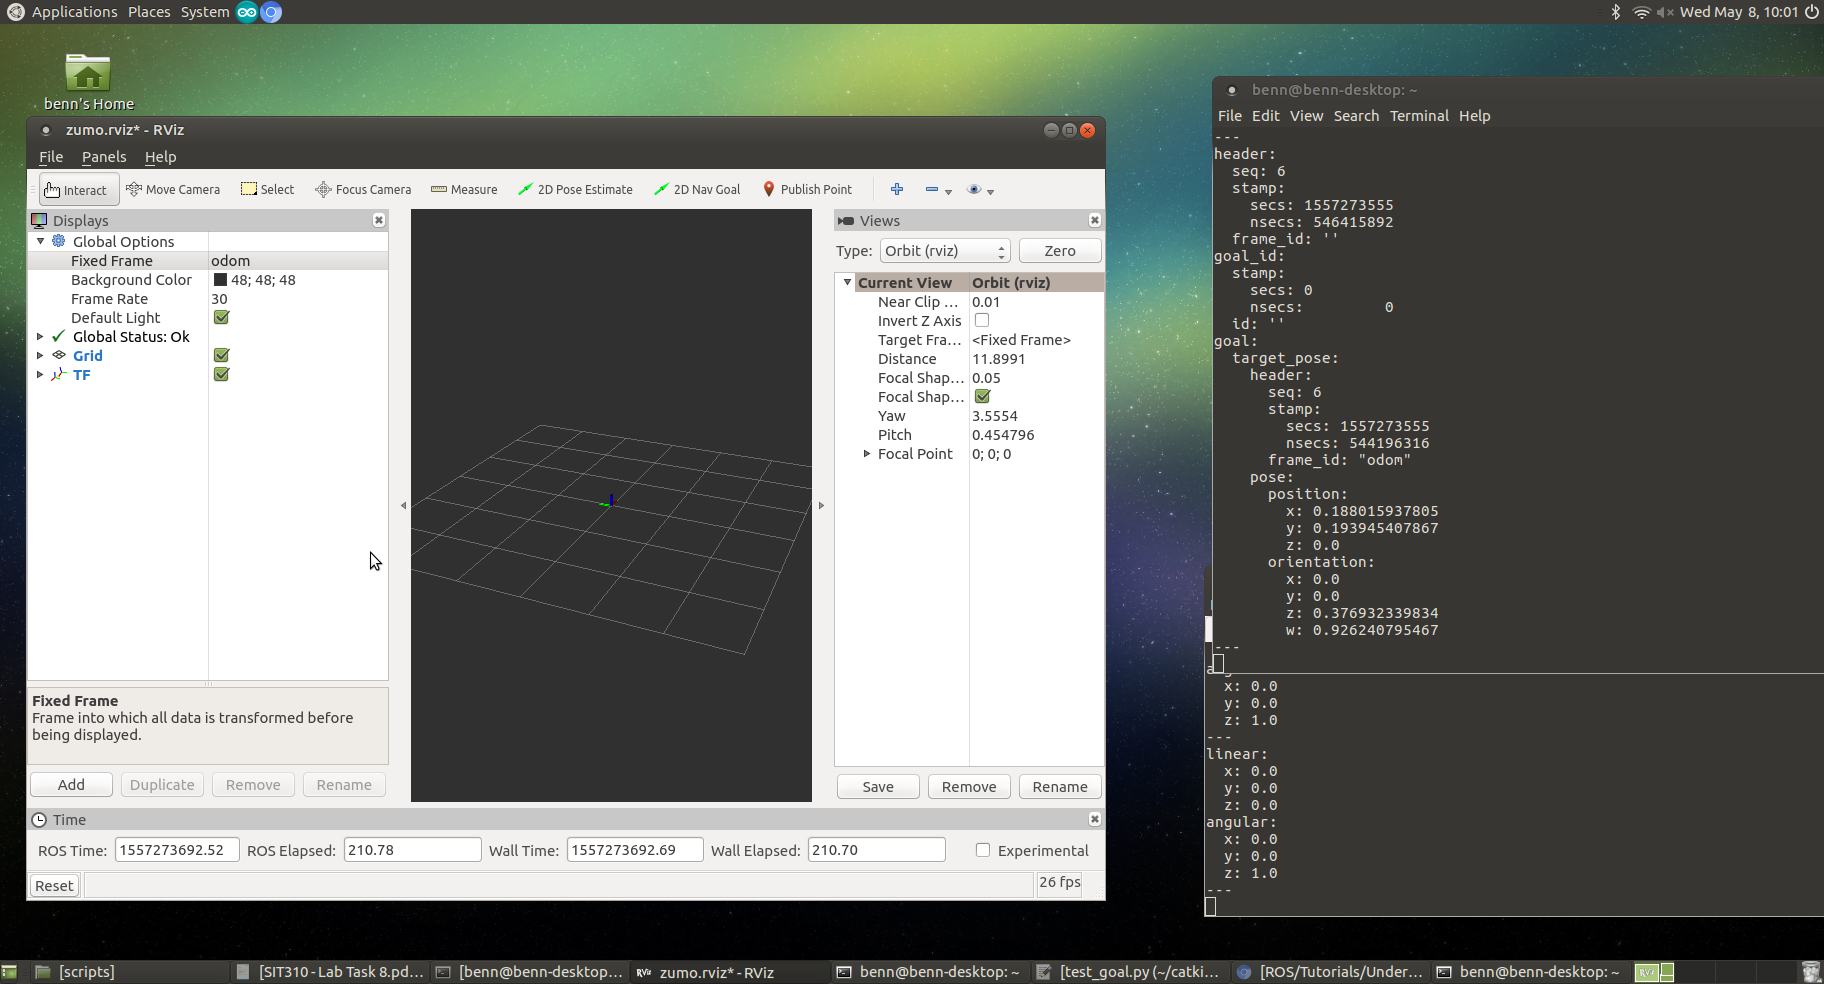 Applications Places System Wed May 8, 10:01
benn's Home
zumo.rviz* - RViz
File Panels Help
Interact Move Camera Select Focus Camera Measure 2D Pose Estimate 2D Nav Goal Publish Point
Displays
Global Options
Fixed Frame odom
Background Color 48; 48; 48
Frame Rate 30
Default Light
Global Status: Ok
Grid
TF
Fixed Frame
Frame into which all data is transformed before
being displayed.
Add Duplicate Remove Rename
Views
Type: Orbit (rviz) Zero
Current View Orbit (rviz)
Near Clip ... 0.01
Invert Z Axis
Target Fra... <Fixed Frame>
Distance 11.8991
Focal Shap... 0.05
Focal Shap...
Yaw 3.5554
Pitch 0.454796
Focal Point 0; 0; 0
Save Remove Rename
Time
ROS Time: 1557273692.52 ROS Elapsed: 210.78 Wall Time: 1557273692.69 Wall Elapsed: 210.70 Experimental
Reset 26 fps
benn@benn-desktop: ~
File Edit View Search Terminal Help
---
header:
seq: 6
stamp:
secs: 1557273555
nsecs: 546415892
frame_id: ''
goal_id:
stamp:
secs: 0
nsecs: 0
id: ''
goal:
target_pose:
header:
seq: 6
stamp:
secs: 1557273555
nsecs: 544196316
frame_id: "odom"
pose:
position:
x: 0.188015937805
y: 0.193945407867
z: 0.0
orientation:
x: 0.0
y: 0.0
z: 0.376932339834
w: 0.926240795467
---
x: 0.0
y: 0.0
z: 1.0
---
linear:
x: 0.0
y: 0.0
z: 0.0
angular:
x: 0.0
y: 0.0
z: 1.0
---
[scripts] [SIT310 - Lab Task 8.pd... [benn@benn-desktop... RViz zumo.rviz* - RViz benn@benn-desktop: ~ [test_goal.py (~/catki... [ROS/Tutorials/Under... benn@benn-desktop: ~